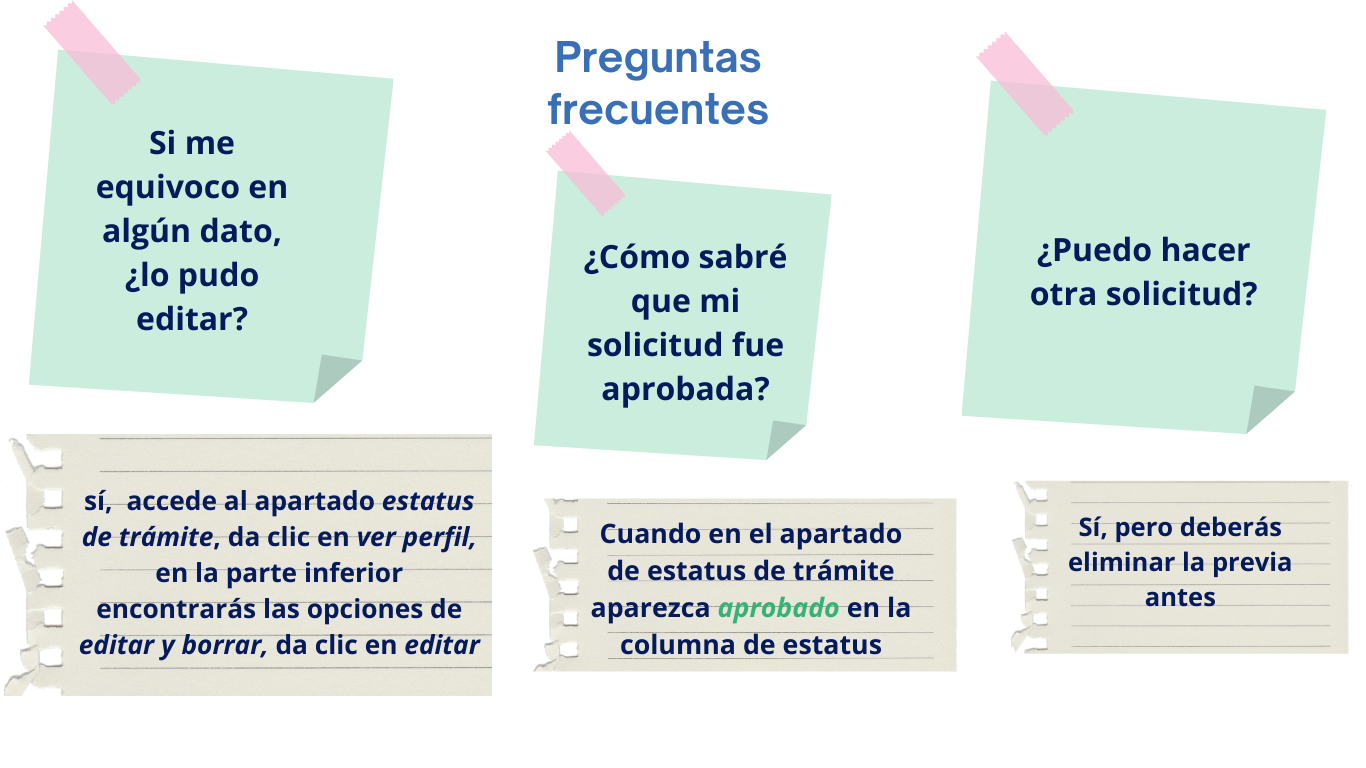 Preguntas
frecuentes
Si me
equivoco en
algún dato,
¿lo pudo
editar?
sí,  accede al apartado estatus
de trámite, da clic en ver perfil,
en la parte inferior
encontrarás las opciones de
editar y borrar, da clic en editar
¿Cómo sabré
que mi
solicitud fue
aprobada?
Cuando en el apartado
de estatus de trámite
aparezca aprobado en la
columna de estatus
¿Puedo hacer
otra solicitud?
Sí, pero deberás
eliminar la previa
antes